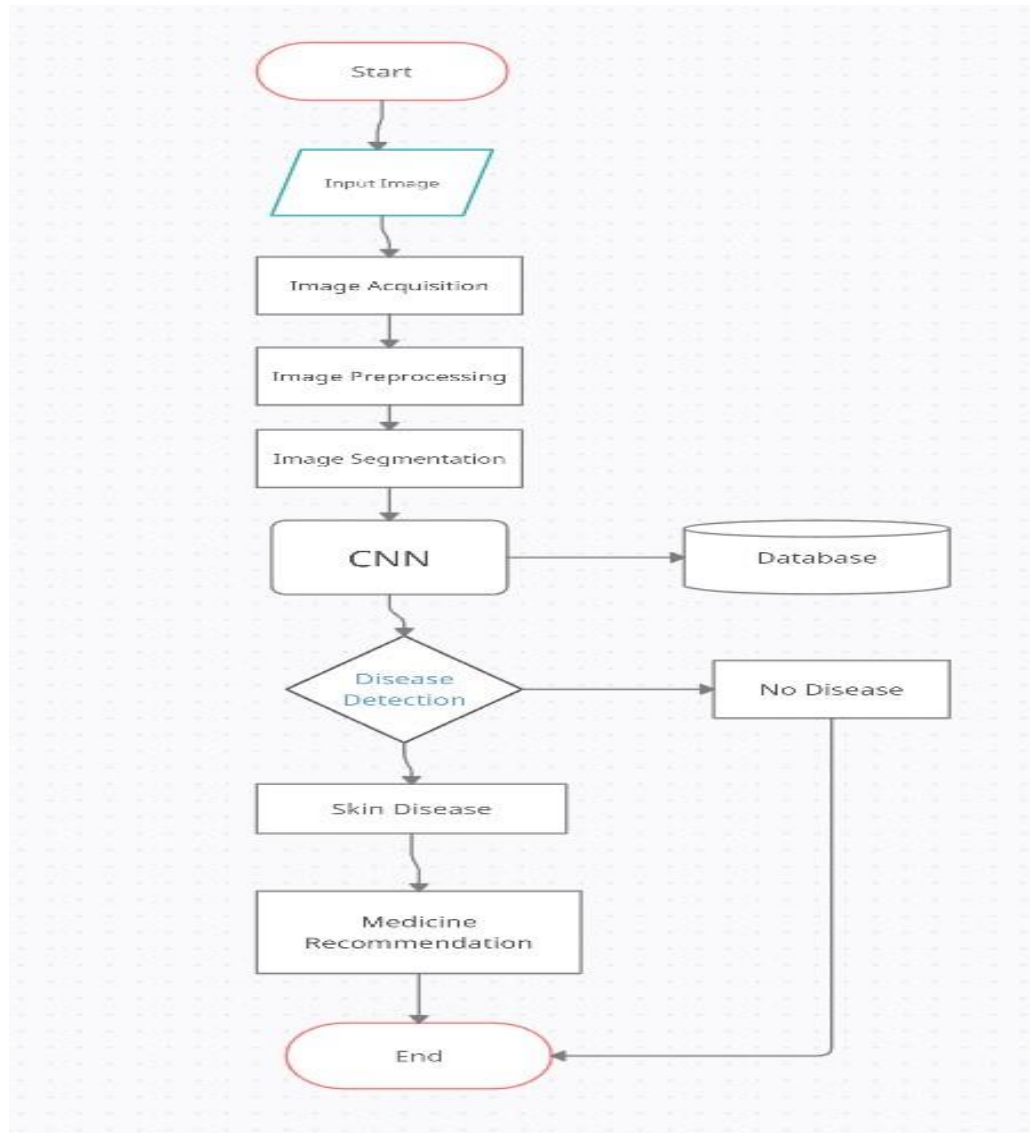 Start
Input Image
Image Acquisition
Image Preprocessing
Image Segmentation
CNN
Database
Disease
Detection
No Disease
Skin Disease
Medicine
Recommendation
End